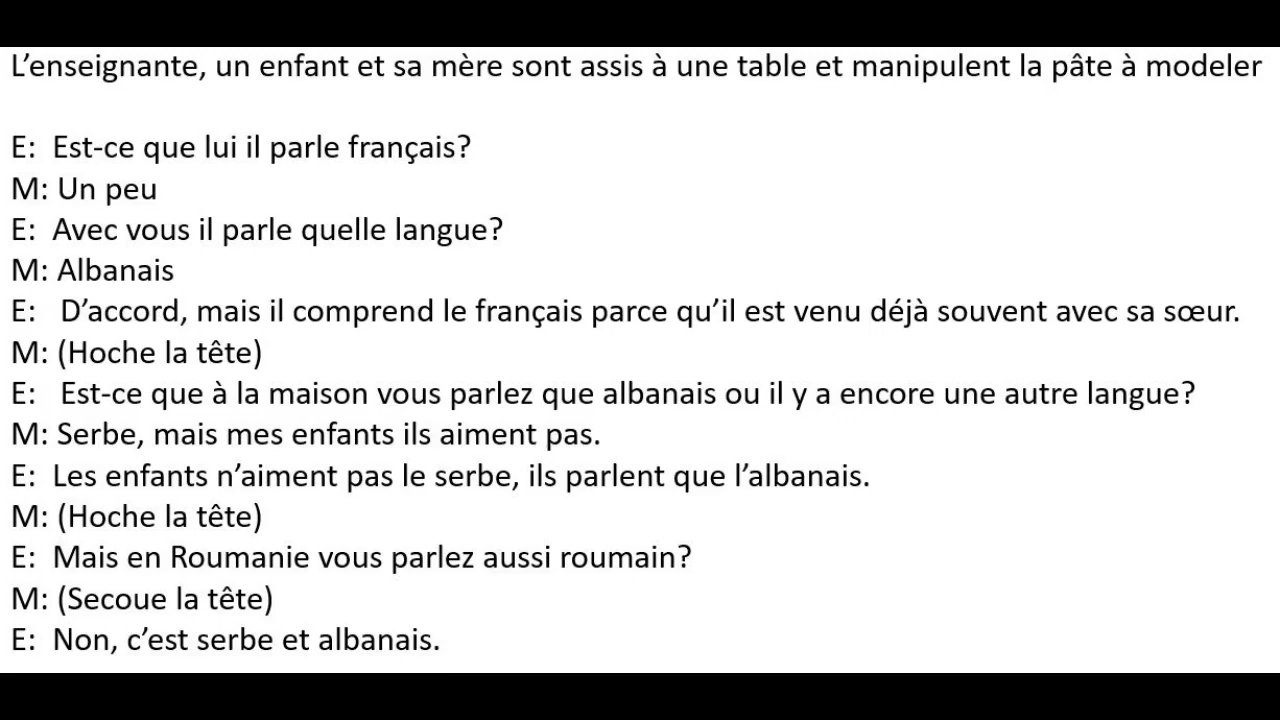 L’enseignante, un enfant et sa mère sont assis à une table et manipulent la pâte à modeler
E: Est-ce que lui il parle français?
M: Un peu
E: Avec vous il parle quelle langue?
M: Albanais
E: D’accord, mais il comprend le français parce qu’il est venu déjà souvent avec sa sœur.
M: (Hoche la tête)
E: Est-ce que à la maison vous parlez que albanais ou il y a encore une autre langue?
M: Serbe, mais mes enfants ils aiment pas.
E: Les enfants n’aiment pas le serbe, ils parlent que l’albanais.
M: (Hoche la tête)
E: Mais en Roumanie vous parlez aussi roumain?
M: (Secoue la tête)
E: Non, c’est serbe et albanais.